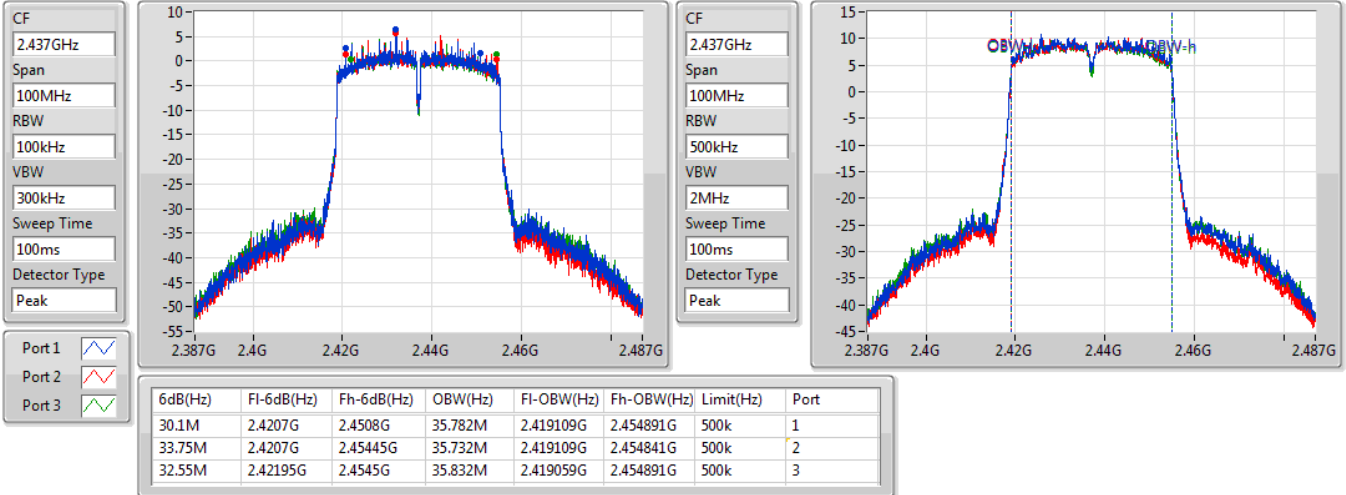 CF
2.437GHz
Span
100MHz
RBW
100kHz
VBW
300kHz
Sweep Time
100ms
Detector Type
Peak
10
5
0
-5
-10
-15
-20
-25
-30
-35
-40
-45
-50
-55
2.387G 2.4G 2.42G 2.44G 2.46G 2.487G
CF
2.437GHz
Span
100MHz
RBW
500kHz
VBW
2MHz
Sweep Time
100ms
Detector Type
Peak
15
10
5
0
-5
-10
-15
-20
-25
-30
-35
-40
-45
2.387G 2.4G 2.42G 2.44G 2.46G 2.487G
Port 1
Port 2
Port 3
6dB(Hz) Fl-6dB(Hz) Fh-6dB(Hz) OBW(Hz) Fl-OBW(Hz) Fh-OBW(Hz) Limit(Hz) Port
30.1M 2.4207G 2.4508G 35.782M 2.419109G 2.454891G 500k 1
33.75M 2.4207G 2.45445G 35.732M 2.419109G 2.454841G 500k 2
32.55M 2.42195G 2.4545G 35.832M 2.419059G 2.454891G 500k 3